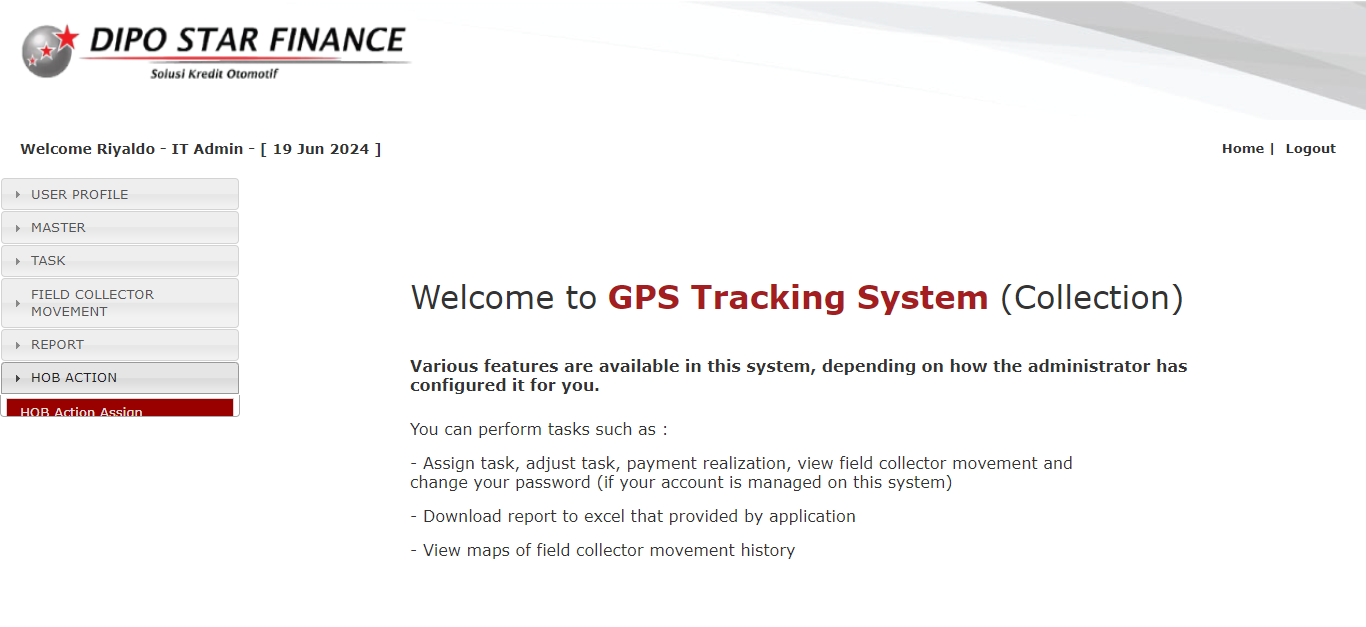 DIPO STAR FINANCE
Solusi Kredit Otomotif
Welcome Riyaldo - IT Admin - [ 19 Jun 2024 ]
Home | Logout
USER PROFILE
MASTER
TASK
FIELD COLLECTOR
MOVEMENT
REPORT
HOB ACTION
HOB Action Assign
Welcome to GPS Tracking System (Collection)
Various features are available in this system, depending on how the administrator has
configured it for you.
You can perform tasks such as :
- Assign task, adjust task, payment realization, view field collector movement and
change your password (if your account is managed on this system)
- Download report to excel that provided by application
- View maps of field collector movement history